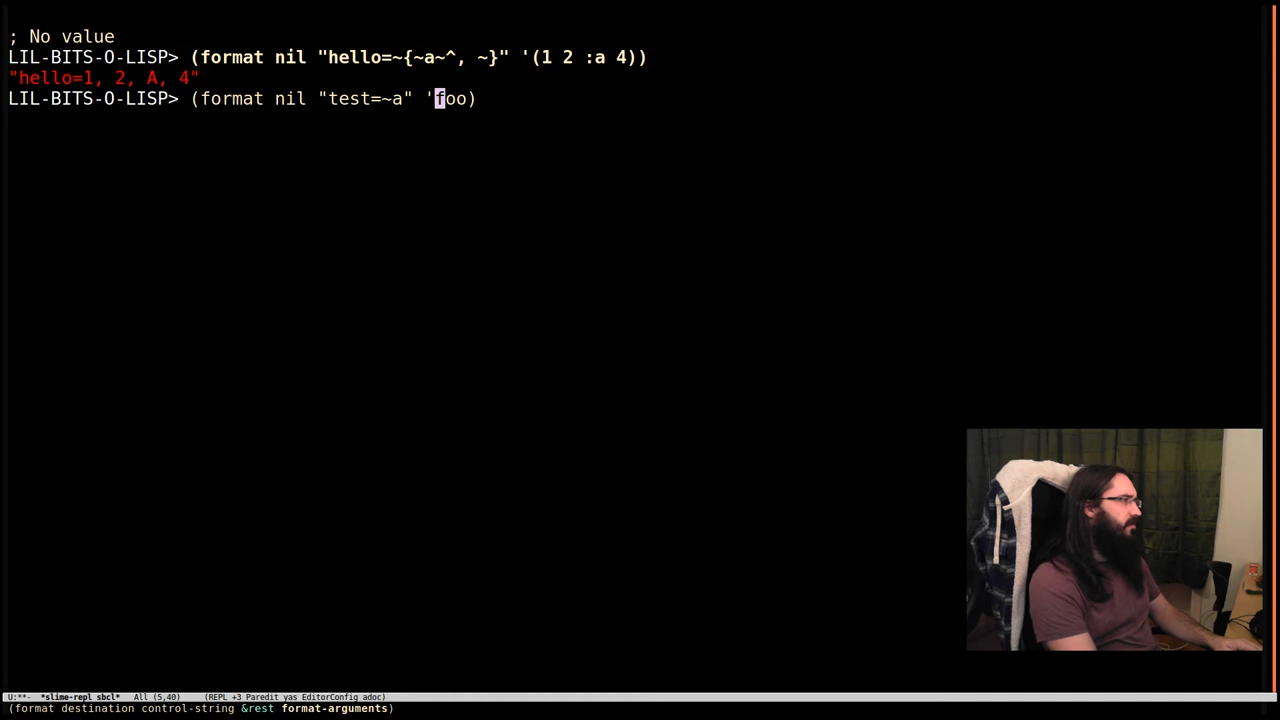 ; No value
LIL-BITS-O-LISP> (format nil "hello=~{~a~^, ~}" '(1 2 :a 4))
"hello=1, 2, A, 4"
LIL-BITS-O-LISP> (format nil "test=~a" 'foo)
U:**-  *slime-repl sbcl*   All (5,40)     (REPL +3 Paredit yas EditorConfig adoc)
(format destination control-string &rest format-arguments)